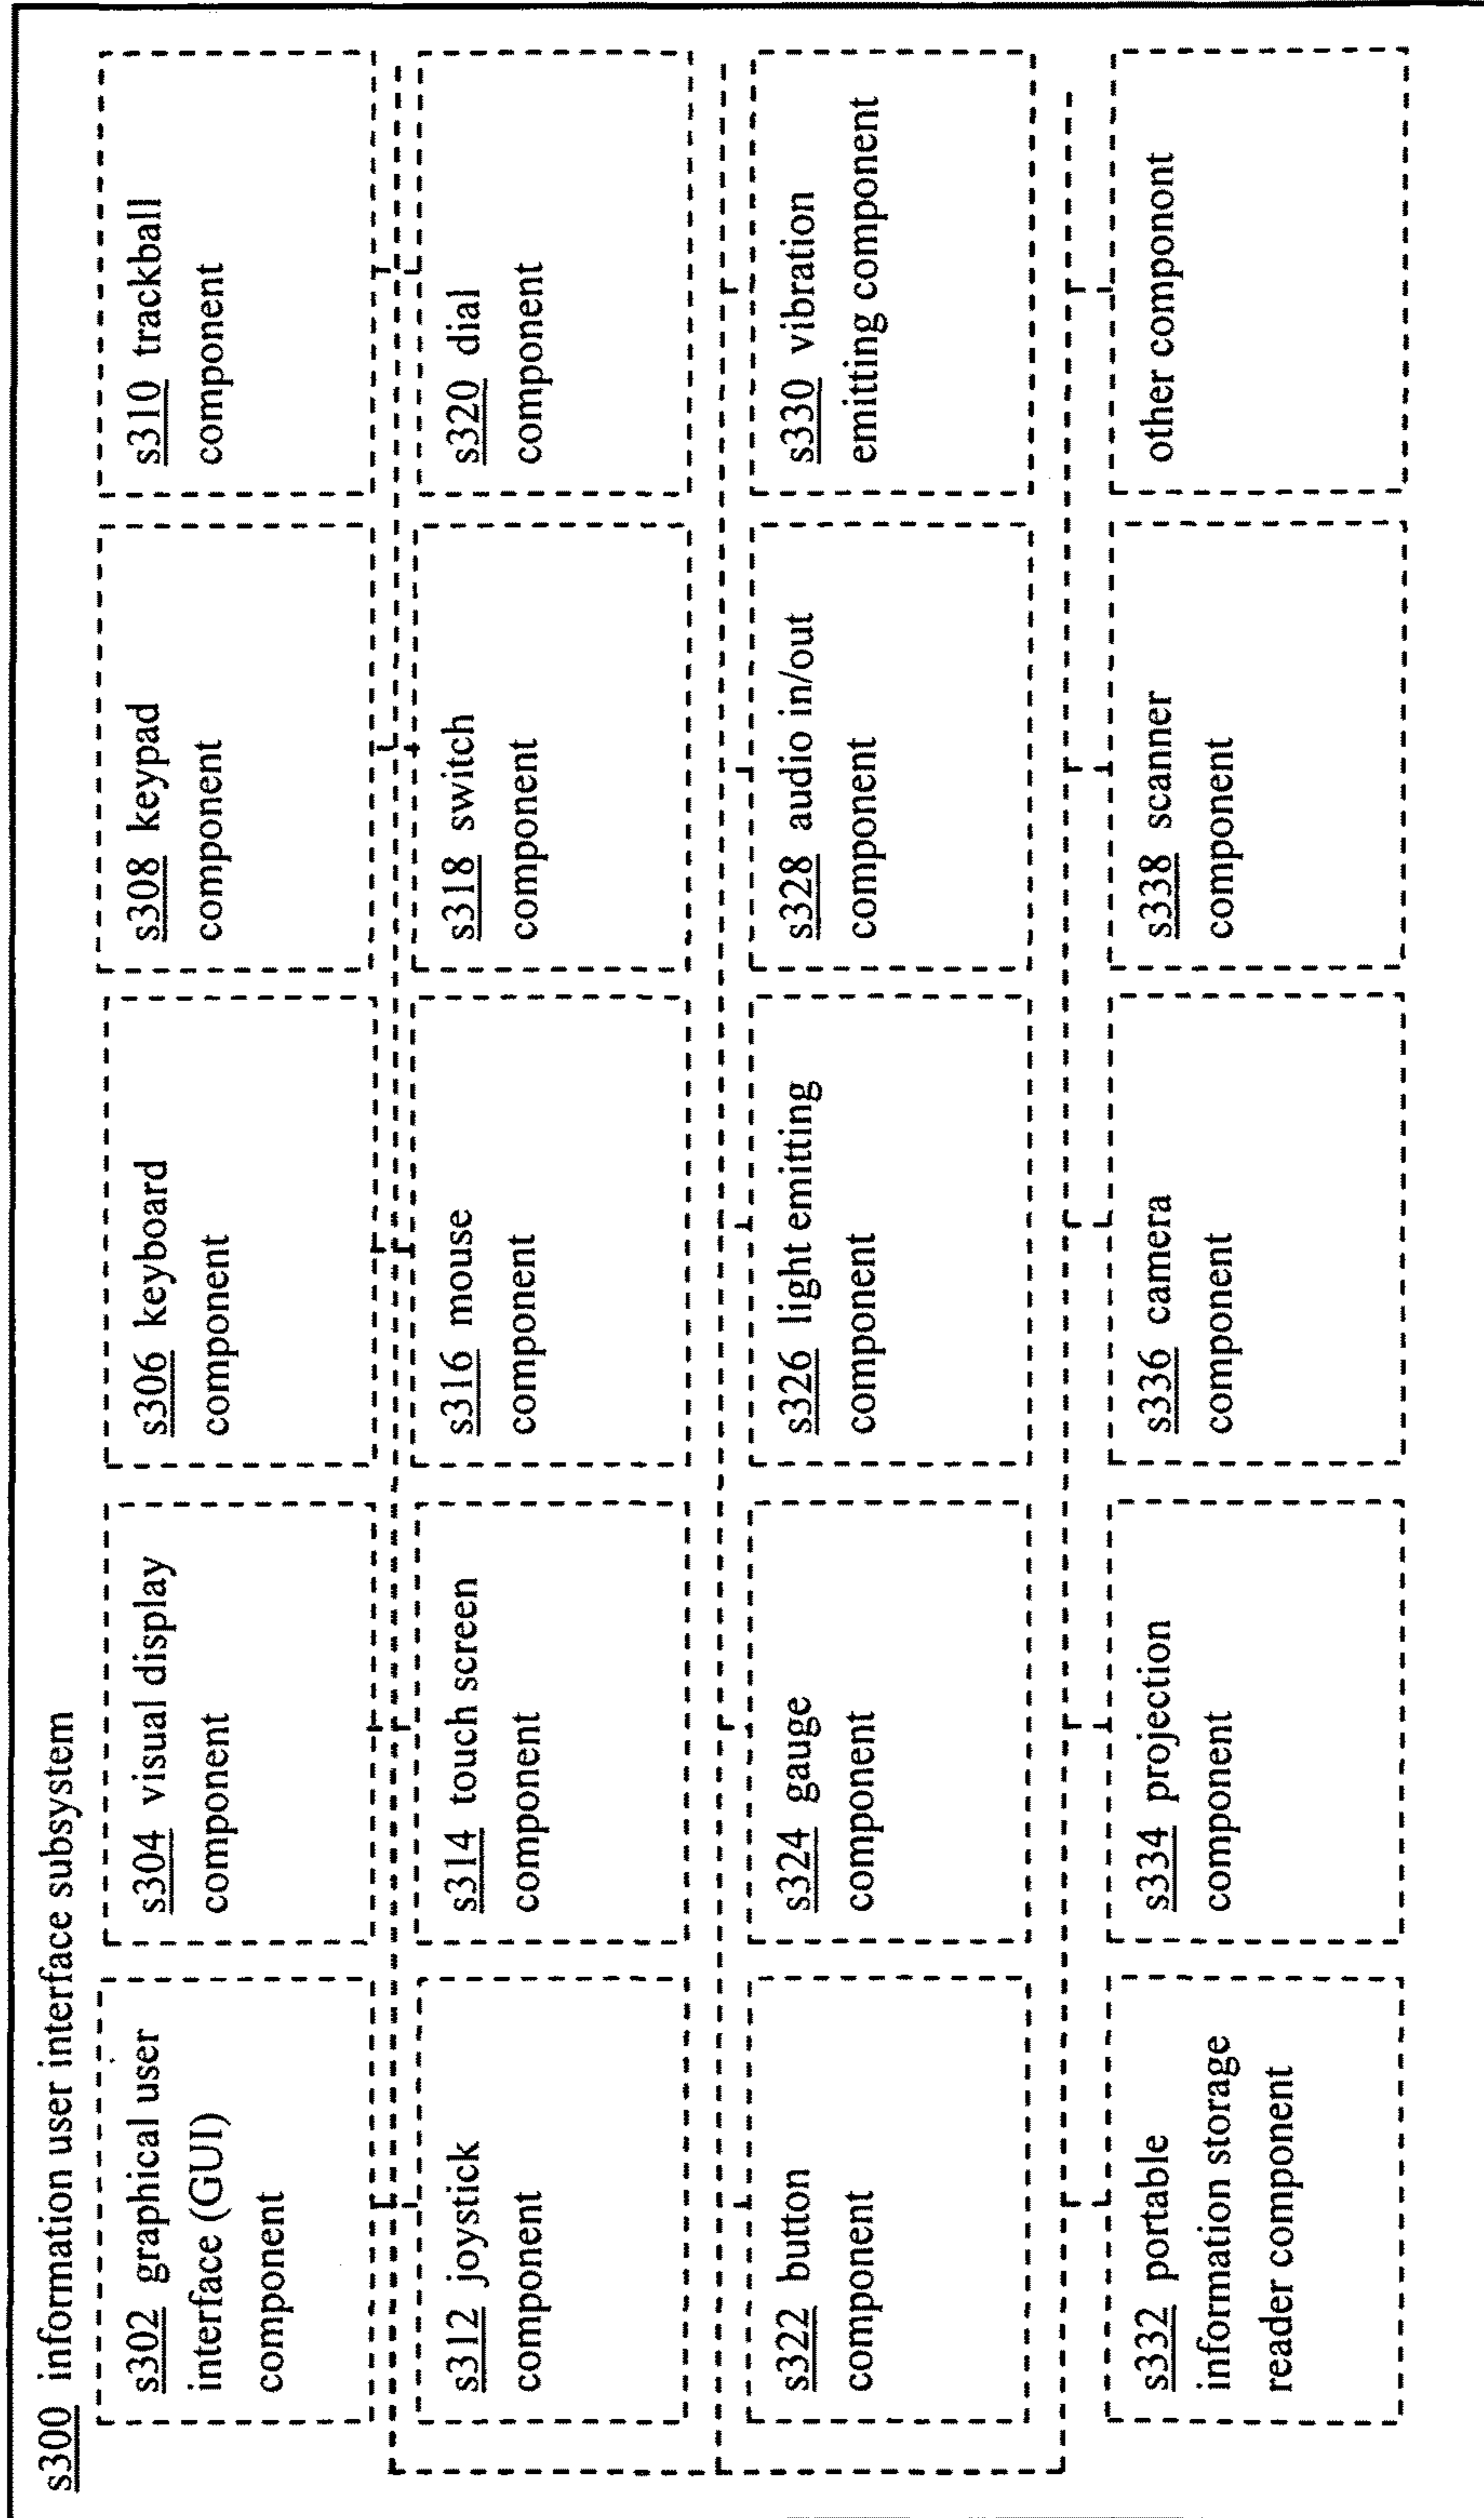 s300 information user interface subsystem
s302 graphical user
interface (GUI)
component
s304 visual display
component
s306 keyboard
component
s308 keypad
component
s310 trackball
component
s312 joystick
component
s314 touch screen
component
s316 mouse
component
s318 switch
component
s320 dial
component
s322 button
component
s324 gauge
component
s326 light emitting
component
s328 audio in/out
component
s330 vibration
emitting component
s332 portable
information storage
reader component
s334 projection
component
s336 camera
component
s338 scanner
component
other componont